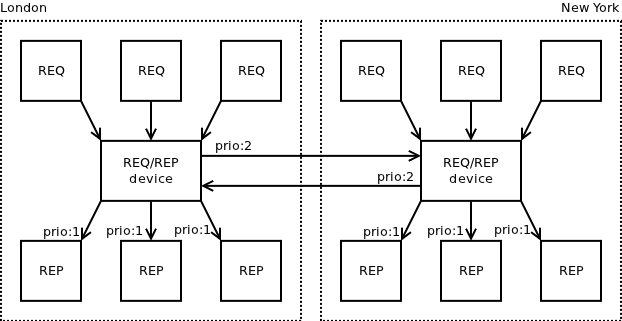 London
New York
REQ
REQ
REQ
REQ
REQ
REQ
prio:2
REQ/REP
device
REQ/REP
device
prio:2
prio:1
prio:1
prio:1
prio:1
prio:1
prio:1
REP
REP
REP
REP
REP
REP